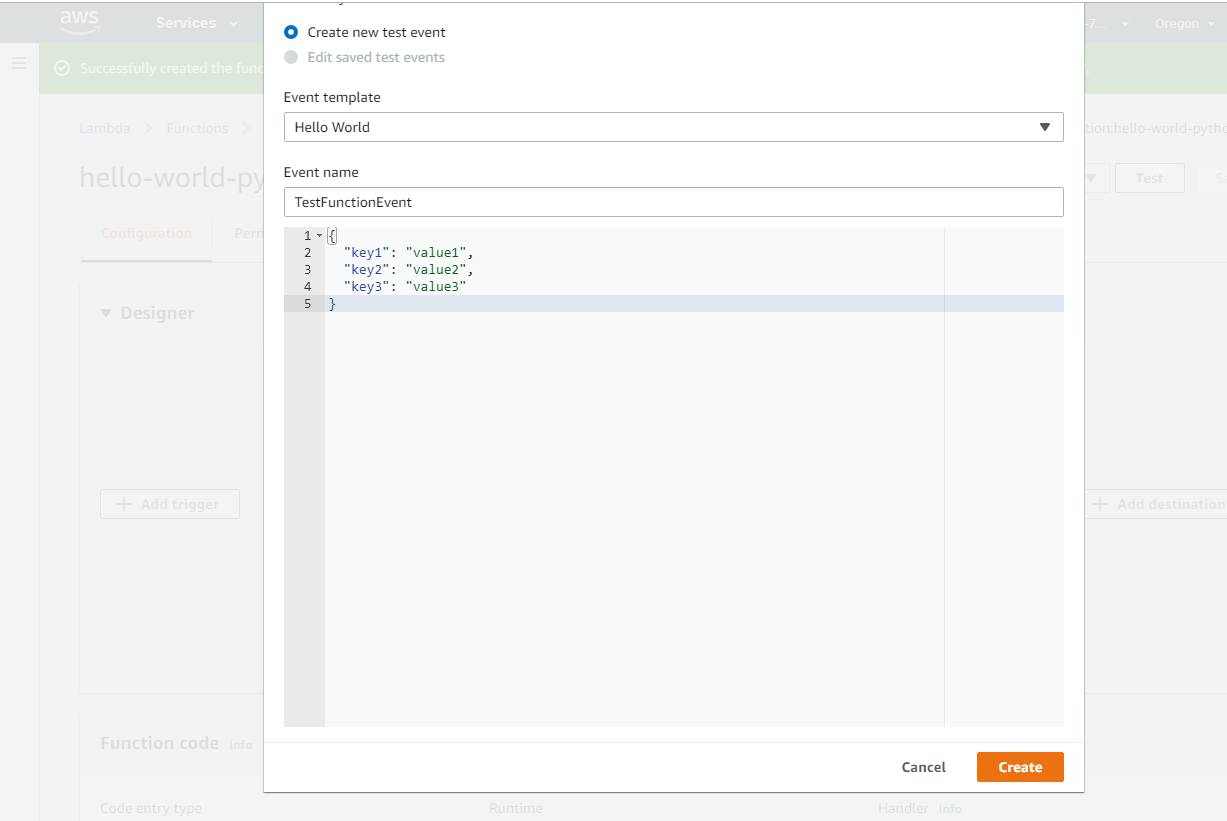 aws
Services
Oregon
Create new test event
Edit saved test events
Successfully created the func
Event template
Lambda
Functions
Hello World
tion:hello-world-pytho
Event name
hello-world-py
Test
TestFunctionEvent
Configuration
1 {
2 "key1": "value1",
3 "key2": "value2",
4 "key3": "value3"
5 }
Designer
Add trigger
Add destination
Function code Info
Cancel
Create
Code entry type
Runtime
Handler Info